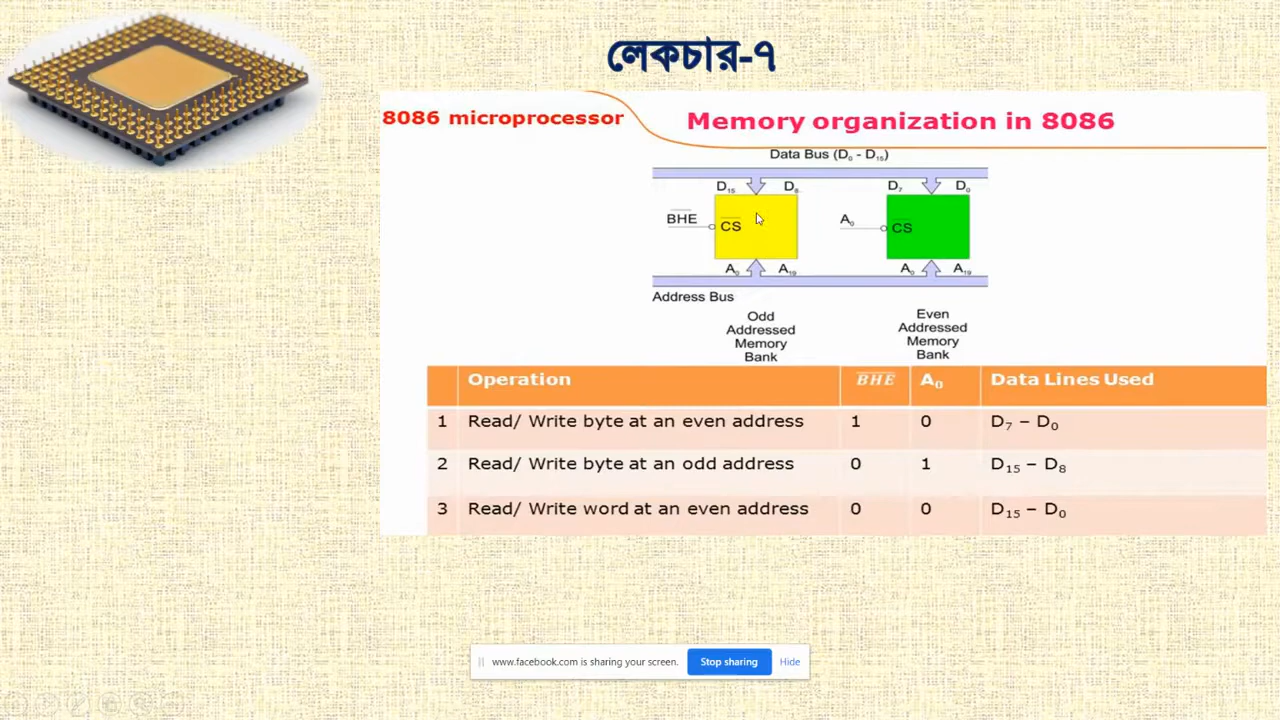 লেকচার-৭
8086 microprocessor
Memory organization in 8086
Data Bus (D₀ - D₁₅)
D₁₅ D₈ D₇ D₀
B̅H̅E̅ C̅S̅ A₀ C̅S̅
A₀ A₁₉ A₀ A₁₉
Address Bus
Odd
Addressed
Memory
Bank
Even
Addressed
Memory
Bank
Operation B̅H̅E̅ A₀ Data Lines Used
1 Read/ Write byte at an even address 1 0 D₇ – D₀
2 Read/ Write byte at an odd address 0 1 D₁₅ – D₈
3 Read/ Write word at an even address 0 0 D₁₅ – D₀
www.facebook.com is sharing your screen. Stop sharing Hide